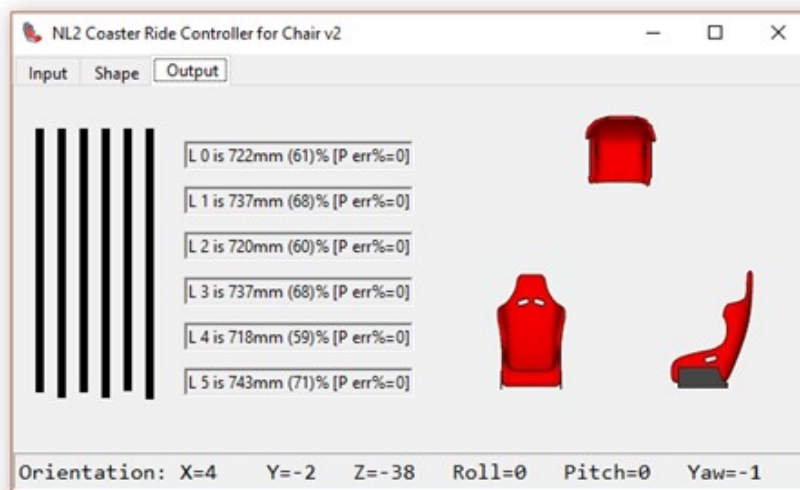 NL2 Coaster Ride Controller for Chair v2
Input Shape Output
L 0 is 722mm (61)% [P err%=0]
L 1 is 737mm (68)% [P err%=0]
L 2 is 720mm (60)% [P err%=0]
L 3 is 737mm (68)% [P err%=0]
L 4 is 718mm (59)% [P err%=0]
L 5 is 743mm (71)% [P err%=0]
Orientation: X=4 Y=-2 Z=-38 Roll=0 Pitch=0 Yaw=-1